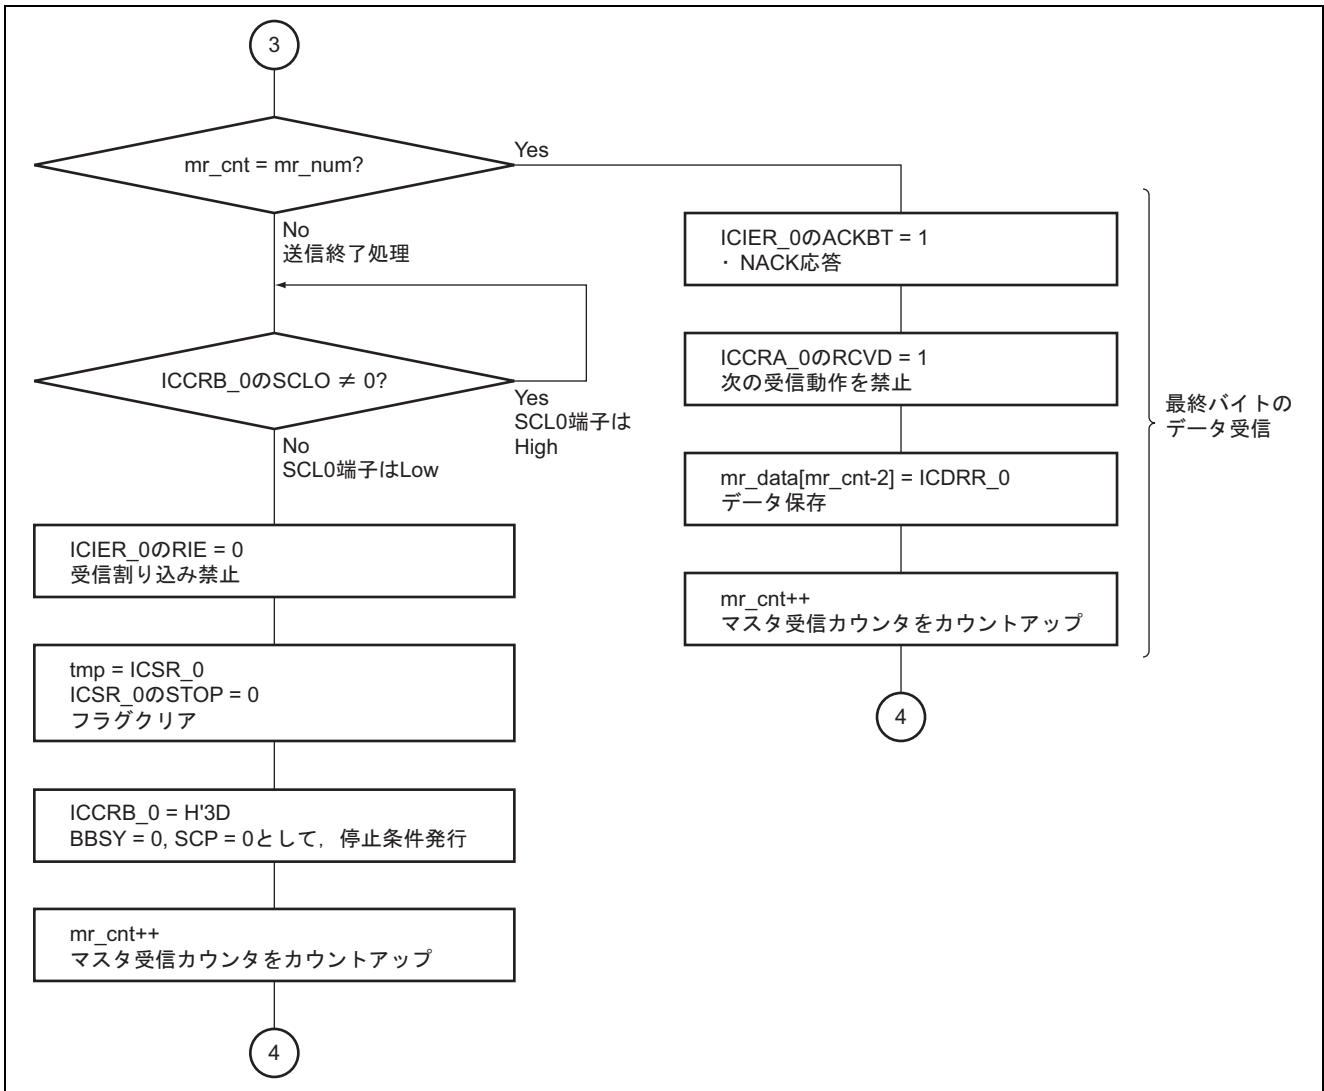 3
mr_cnt = mr_num?
Yes
No
送信終了処理
ICCRB_0のSCLO ≠ 0?
Yes
SCL0端子は
High
No
SCL0端子はLow
ICIER_0のRIE = 0
受信割り込み禁止
tmp = ICSR_0
ICSR_0のSTOP = 0
フラグクリア
ICCRB_0 = H'3D
BBSY = 0, SCP = 0として，停止条件発行
mr_cnt++
マスタ受信カウンタをカウントアップ
4
ICIER_0のACKBT = 1
・NACK応答
ICCRA_0のRCVD = 1
次の受信動作を禁止
mr_data[mr_cnt-2] = ICDRR_0
データ保存
mr_cnt++
マスタ受信カウンタをカウントアップ
4
最終バイトの
データ受信